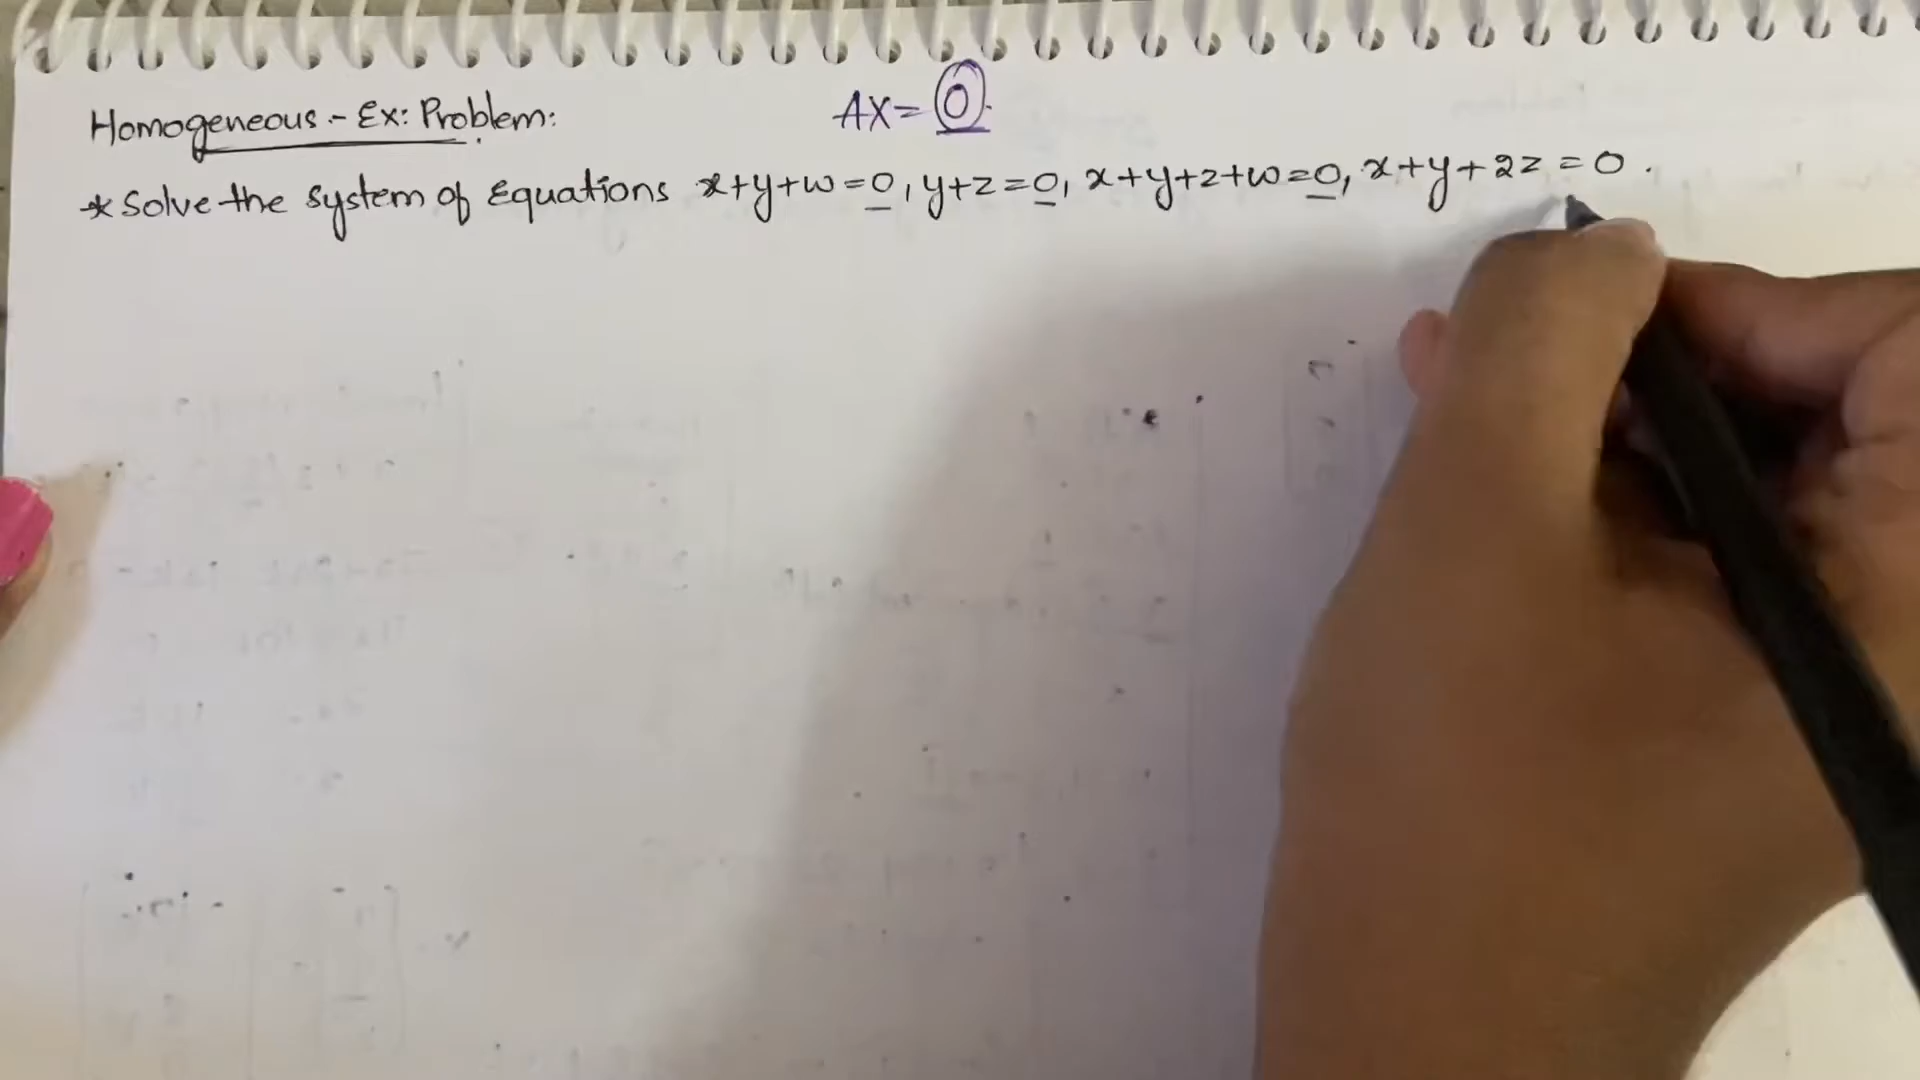 Homogeneous :- Ex: Problem:
AX = 0.
* Solve the system of Equations x+y+w=0, y+z=0, x+y+z+w=0, x+y+2z=0.